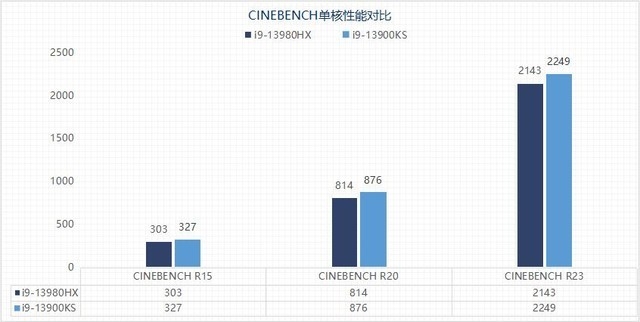 CINEBENCH单核性能对比
i9-13980HX i9-13900KS
2500
2000
1500
1000
500
0
303 327
814 876
2143 2249
CINEBENCH R15 CINEBENCH R20 CINEBENCH R23
i9-13980HX 303 814 2143
i9-13900KS 327 876 2249